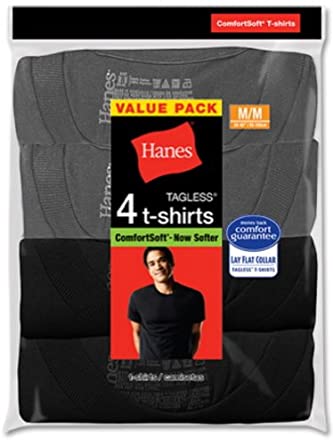 ComfortSoft® T-shirts
VALUE PACK
M/M
Hanes
TAGLESS®
4 t-shirts
ComfortSoft® - Now Softer
money back
comfort
guarantee
LAY FLAT COLLAR
TAGLESS® T-SHIRTS
t-shirts/camisetas